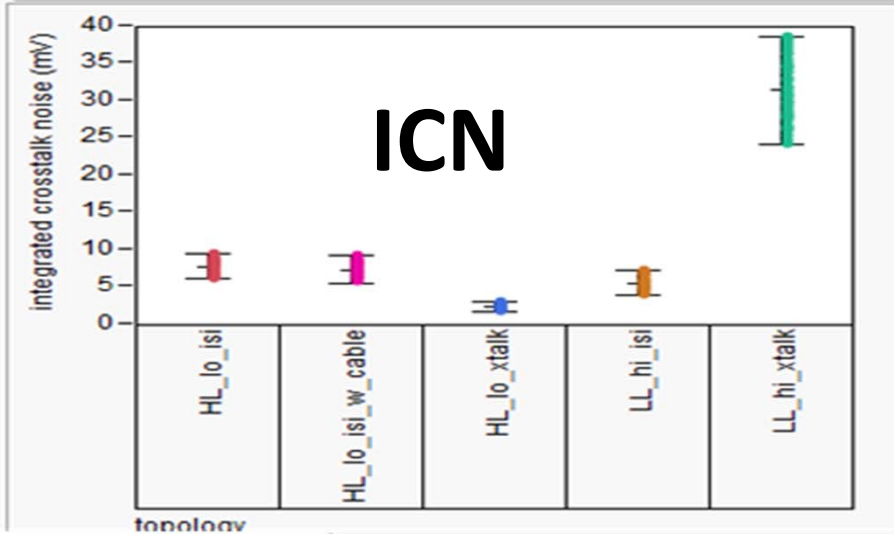 integrated crosstalk noise (mV)
40
35
30
25
20
15
10
5
0
ICN
HL_lo_isi
HL_lo_isi_w_cable
HL_lo_xtalk
LL_hi_isi
LL_hi_xtalk
topology